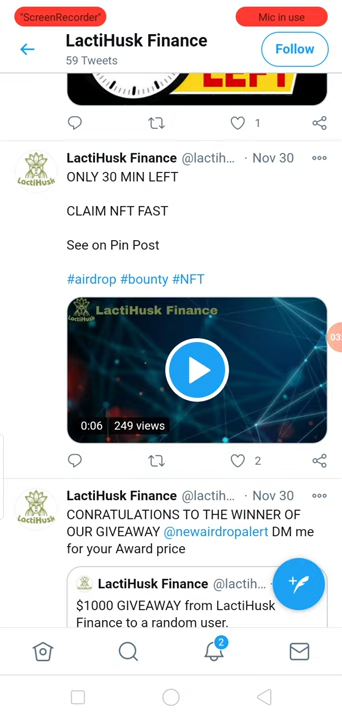 "ScreenRecorder"
Mic in use
LactiHusk Finance
59 Tweets
Follow
LEFT
1
LactiHusk Finance @lactih... · Nov 30
ONLY 30 MIN LEFT
CLAIM NFT FAST
See on Pin Post
#airdrop #bounty #NFT
LactiHusk Finance
LactiHusk
0:06
249 views
2
LactiHusk Finance @lactih... · Nov 30
CONRATULATIONS TO THE WINNER OF
OUR GIVEAWAY @newairdropalert DM me
for your Award price
LactiHusk Finance @lactih...
$1000 GIVEAWAY from LactiHusk
Finance to a random user.
LactiHusk
LactiHusk
03
2